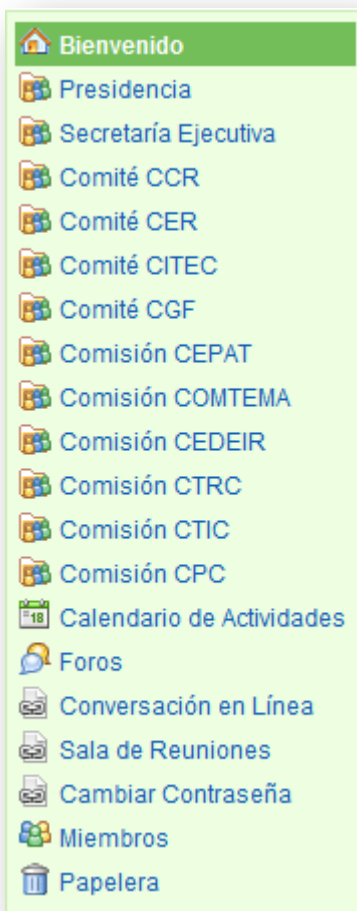 Bienvenido
Presidencia
Secretaría Ejecutiva
Comité CCR
Comité CER
Comité CITEC
Comité CGF
Comisión CEPAT
Comisión COMTEMA
Comisión CEDEIR
Comisión CTRC
Comisión CTIC
Comisión CPC
18 Calendario de Actividades
Foros
Conversación en Línea
Sala de Reuniones
Cambiar Contraseña
Miembros
Papelera